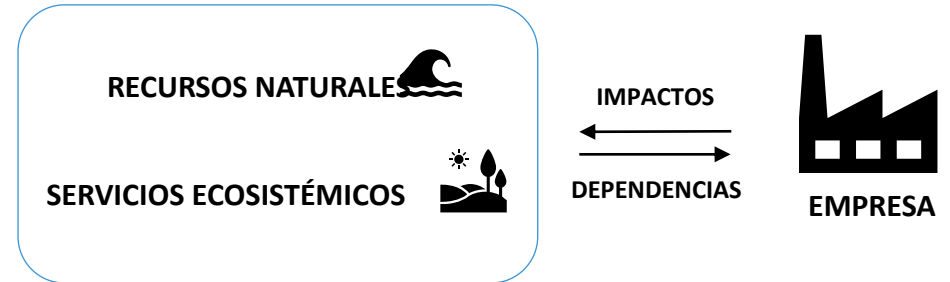 RECURSOS NATURALES
IMPACTOS
SERVICIOS ECOSISTÉMICOS
DEPENDENCIAS
EMPRESA